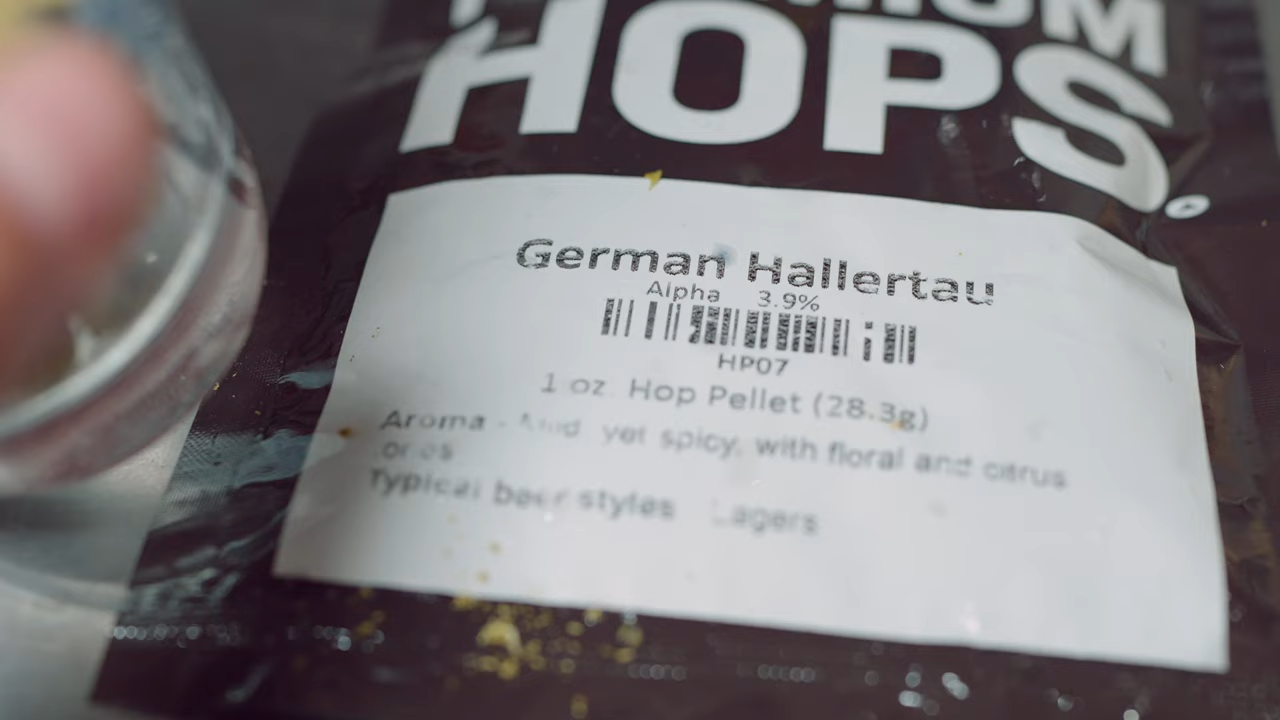 HOPS
German Hallertau
Alpha 3.9%
HP07
1 oz Hop Pellet (28.3g)
Aroma - yet spicy, with floral and citrus
Typical beer styles Lagers